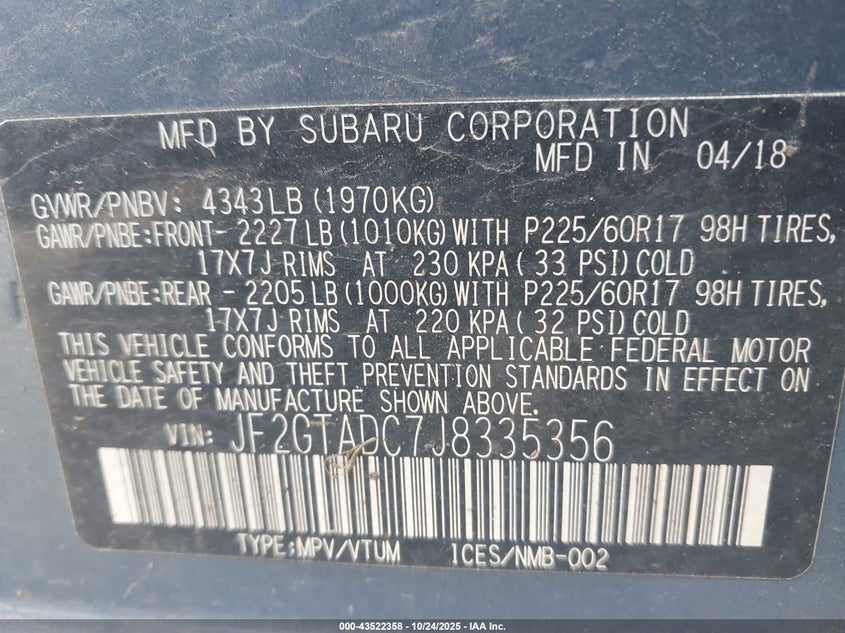 MFD BY SUBARU CORPORATION
MFD IN 04/18
GVWR/PNBV: 4343LB (1970KG)
GAWR/PNBE:FRONT- 2227LB(1010KG)WITH P225/60R17 98H TIRES,
17X7J RIMS AT 230 KPA( 33 PSI)COLD
GAWR/PNBE:REAR - 2205LB(1000KG)WITH P225/60R17 98H TIRES,
17X7J RIMS AT 220 KPA( 32 PSI)COLD
THIS VEHICLE CONFORMS TO ALL APPLICABLE FEDERAL MOTOR
VEHICLE SAFETY AND THEFT PREVENTION STANDARDS IN EFFECT ON
THE DATE OF MANUFACTURE SHOWN ABOVE.
VIN: JF2GTADC7J8335356
TYPE:MPV/VTUM ICES/NMB-002
000-43522358 - 10/24/2025 - IAA Inc.